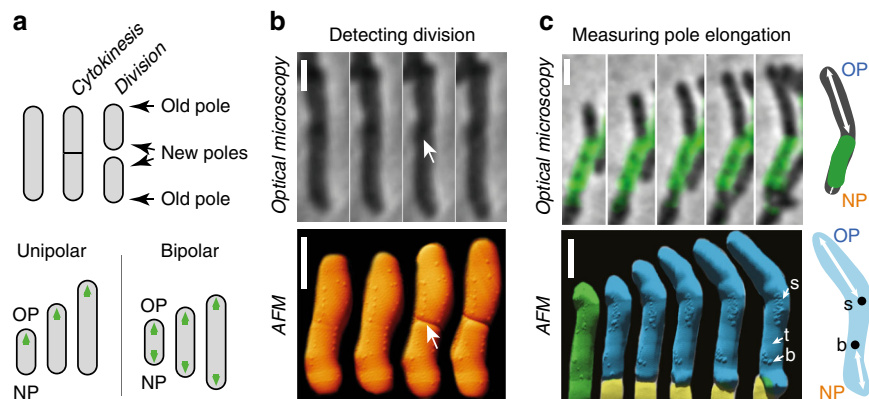 a
Cytokinesis
Division
Old pole
New poles
Old pole
Unipolar
Bipolar
OP
NP
OP
NP
b
Detecting division
Optical microscopy
AFM
c
Measuring pole elongation
Optical microscopy
OP
NP
AFM
s
t
b
OP
s
b
NP